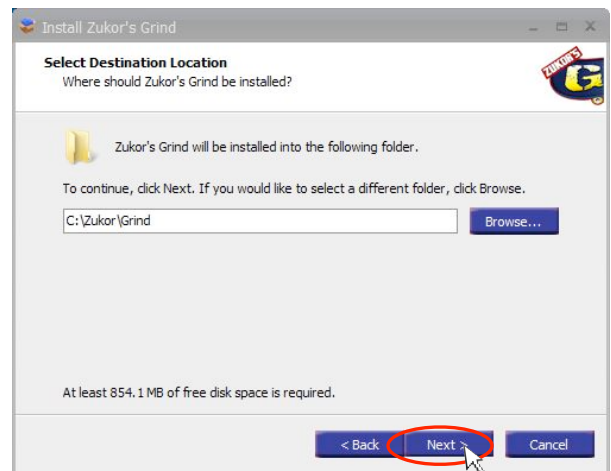 Install Zukor's Grind
Select Destination Location
Where should Zukor's Grind be installed?
ZUKOR'S
G
Zukor's Grind will be installed into the following folder.
To continue, click Next. If you would like to select a different folder, click Browse.
C:\Zukor\Grind
Browse...
At least 854.1 MB of free disk space is required.
< Back
Next >
Cancel